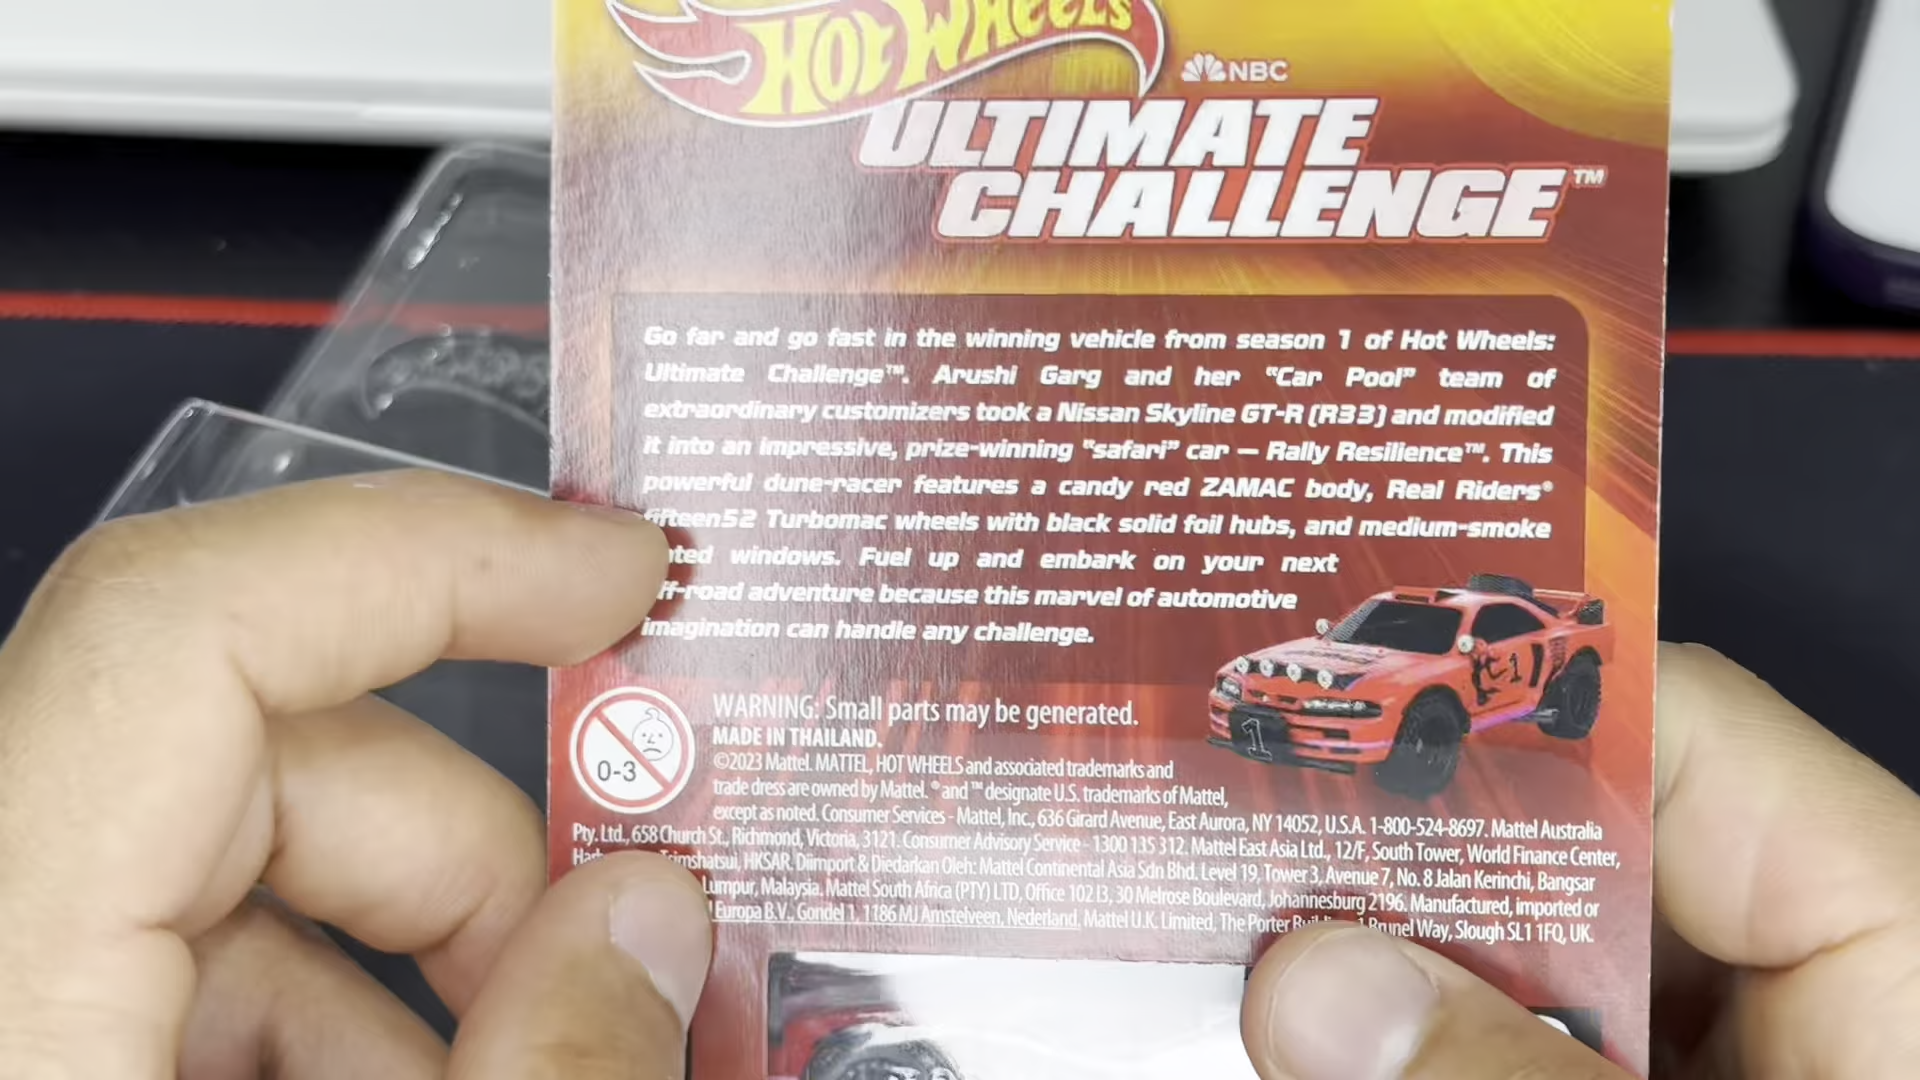 Hot Wheels
NBC
ULTIMATE
CHALLENGE™
Go far and go fast in the winning vehicle from season 1 of Hot Wheels:
Ultimate Challenge™. Arushi Garg and her "Car Pool" team of
extraordinary customizers took a Nissan Skyline GT-R (R33) and modified
it into an impressive, prize-winning "safari" car — Rally Resilience™. This
powerful dune-racer features a candy red ZAMAC body, Real Riders®
fifteen52 Turbomac wheels with black solid foil hubs, and medium-smoke
windows. Fuel up and embark on your next
ff-road adventure because this marvel of automotive
imagination can handle any challenge.
1
1
0-3
WARNING: Small parts may be generated.
MADE IN THAILAND.
©2023 Mattel. MATTEL, HOT WHEELS and associated trademarks and
trade dress are owned by Mattel. ® and ™ designate U.S. trademarks of Mattel,
except as noted. Consumer Services - Mattel, Inc., 636 Girard Avenue, East Aurora, NY 14052, U.S.A. 1-800-524-8697. Mattel Australia
Pty. Ltd., 658 Church St., Richmond, Victoria, 3121. Consumer Advisory Service - 1300 135 312. Mattel East Asia Ltd., 12/F, South Tower, World Finance Center,
Tsimshatsui, HKSAR. Diimport & Diedarkan Oleh: Mattel Continental Asia Sdn Bhd. Level 19, Tower 3, Avenue 7, No. 8 Jalan Kerinchi, Bangsar
Lumpur, Malaysia. Mattel South Africa (PTY) LTD, Office 102 I3, 30 Melrose Boulevard, Johannesburg 2196. Manufactured, imported or
Europa B.V., Gondel 1, 1186 MJ Amstelveen, Nederland. Mattel U.K. Limited, The Porter 1 Brunel Way, Slough SL1 1FQ, UK.